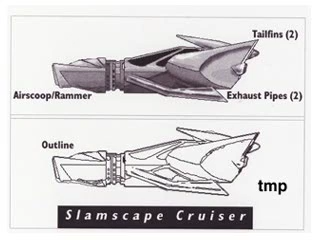 Tailfins (2)
Airscoop/Rammer
Exhaust Pipes (2)
Outline
tmp
Slamscape Cruiser